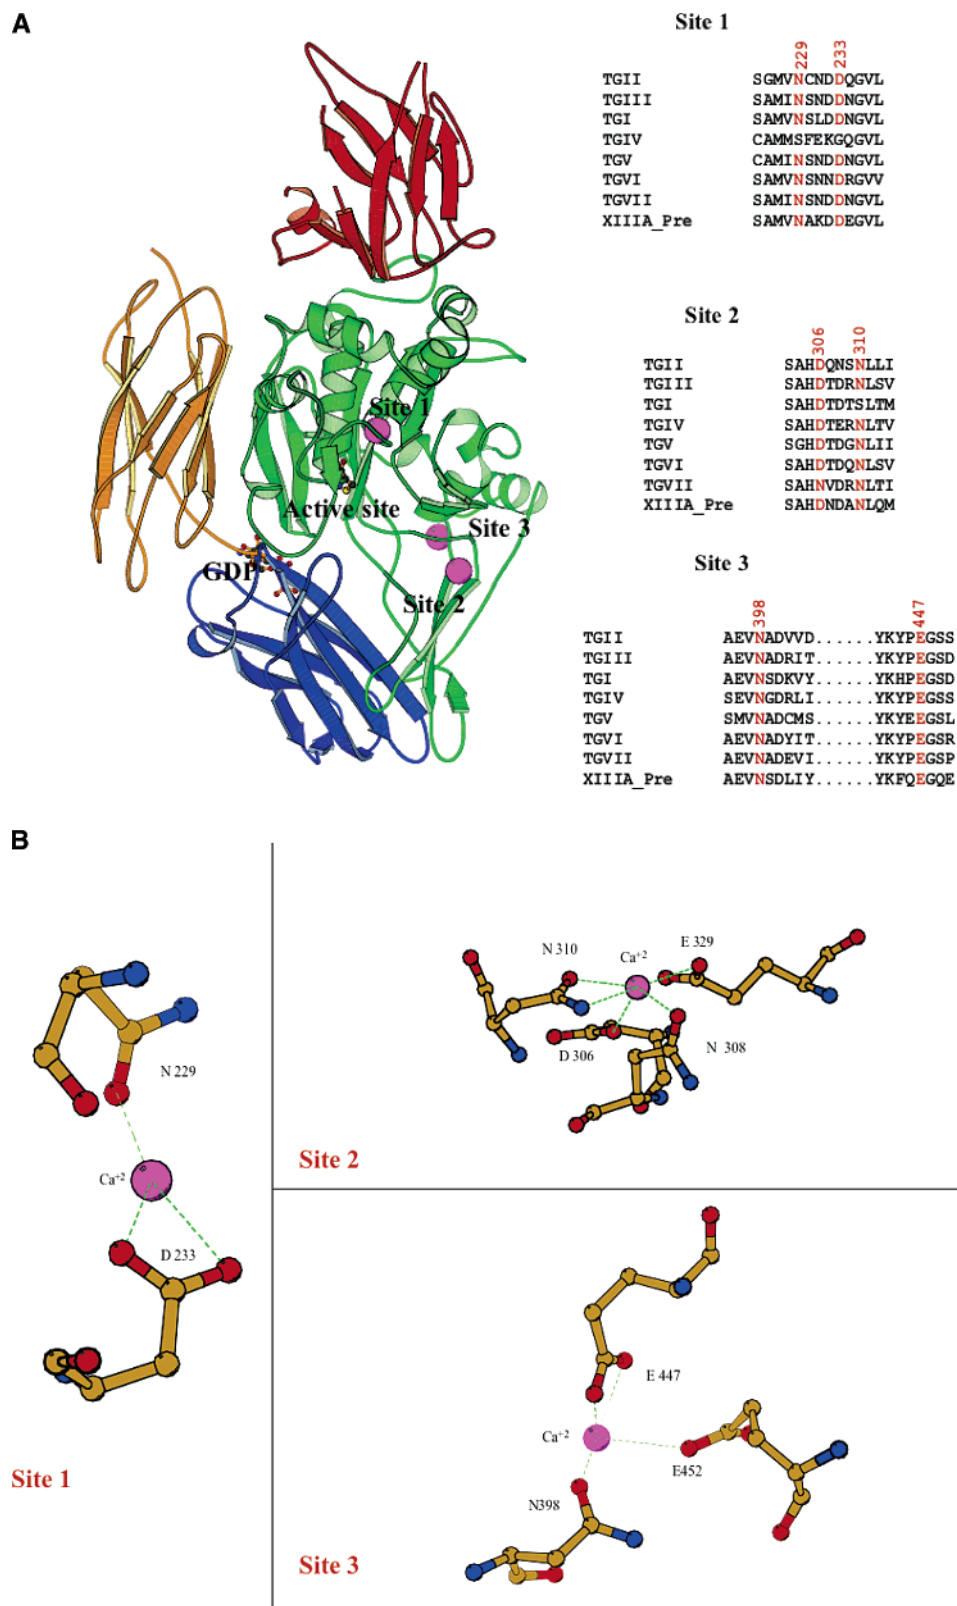 A
Site 1
229 233
TGII SGMVNCNDDQGVL
TGIII SAMINSNDDNGVL
TGI SAMVNSLDDNGVL
TGIV CAMMSFEKGQGVL
TGV CAMINSNDDNGVL
TGVI SAMVNSNNDRGVV
TGVII SAMINSNDDNGVL
XIIIA_Pre SAMVNAKDDEGVL
Site 2
306 310
TGII SAHDQNSNLLI
TGIII SAHDTDRNLSV
TGI SAHDTDTSLTM
TGIV SAHDTERNLTV
TGV SGHDTDGNLII
TGVI SAHDTDQNLSV
TGVII SAHNVDRNLTI
XIIIA_Pre SAHDNDANLQM
Site 3
398 447
TGII AEVNADVVD......YKYPEGSS
TGIII AEVNADRIT......YKYPEGSD
TGI AEVNSDKVY......YKHPEGSD
TGIV SEVNGDRLI......YKYPEGSS
TGV SMVNADCMS......YKYEEGSL
TGVI AEVNADYIT......YKYPEGSR
TGVII AEVNADEVI......YKYPEGSP
XIIIA_Pre AEVNSDLIY......YKFQEGQE
Site 1
Active site
Site 3
GDP
Site 2
B
N 229
Ca+2
D 233
Site 1
N 310
Ca+2
E 329
D 306
N 308
Site 2
E 447
Ca+2
E452
N398
Site 3